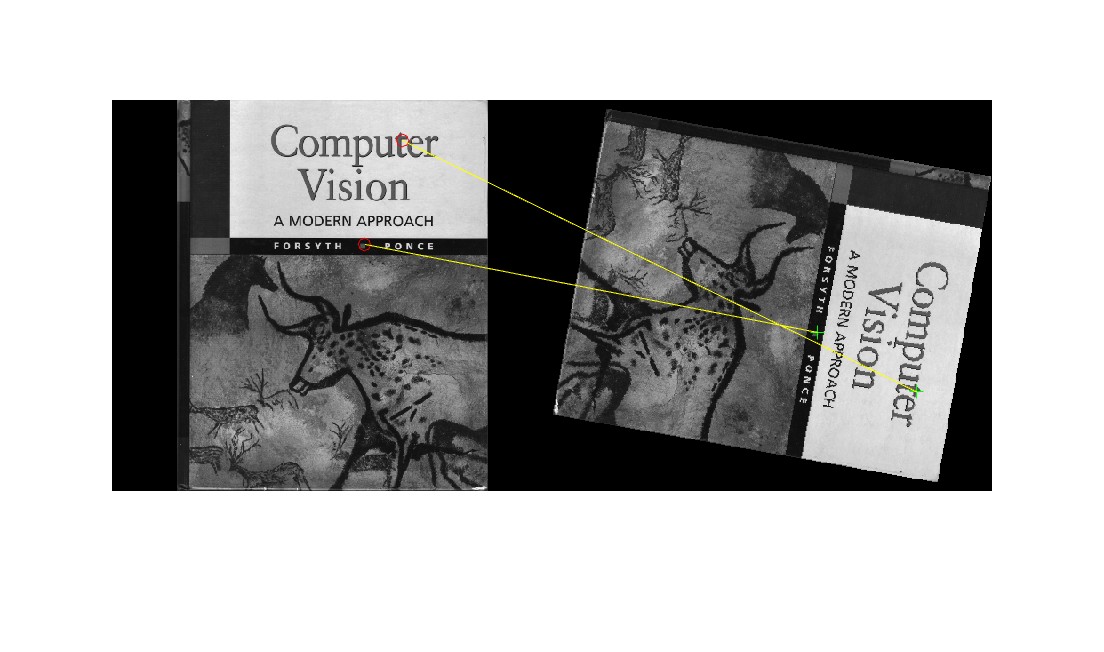 Computer
Vision
A MODERN APPROACH
FORSYTH PONCE
Computer
Vision
A MODERN APPROACH
FORSYTH PONCE